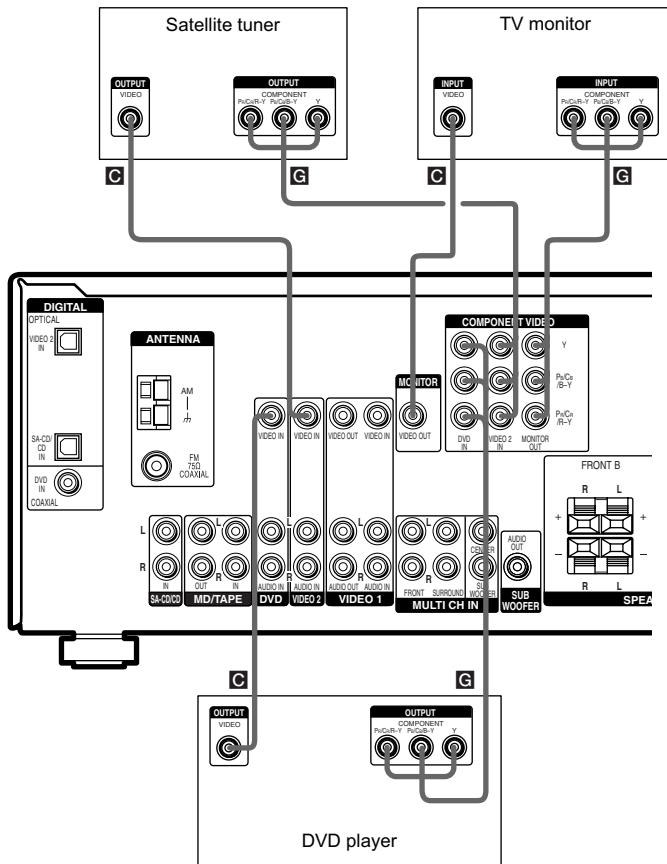 Satellite tuner
OUTPUT
VIDEO
OUTPUT
COMPONENT
PR/CR/R–Y PB/CB/B–Y Y
TV monitor
INPUT
VIDEO
INPUT
COMPONENT
PR/CR/R–Y PB/CB/B–Y Y
C
G
C
G
DIGITAL
OPTICAL
VIDEO 2
IN
SA-CD/
CD
IN
DVD
IN
COAXIAL
ANTENNA
AM
FM
75Ω
COAXIAL
MONITOR
VIDEO OUT
COMPONENT VIDEO
Y
PB/CB
/B–Y
PR/CR
/R–Y
DVD
IN
VIDEO 2
IN
MONITOR
OUT
VIDEO IN
VIDEO IN
VIDEO OUT
VIDEO IN
L
R
IN
SA-CD/CD
L
R
OUT
IN
MD/TAPE
AUDIO IN
DVD
L
R
AUDIO IN
VIDEO 2
L
R
AUDIO OUT
AUDIO IN
VIDEO 1
L
R
FRONT
SURROUND
CENTER
SUB
WOOFER
MULTI CH IN
AUDIO
OUT
SUB
WOOFER
FRONT B
R L
+ +
– –
R L
SPEA
C
G
OUTPUT
VIDEO
OUTPUT
COMPONENT
PR/CR/R–Y PB/CB/B–Y Y
DVD player